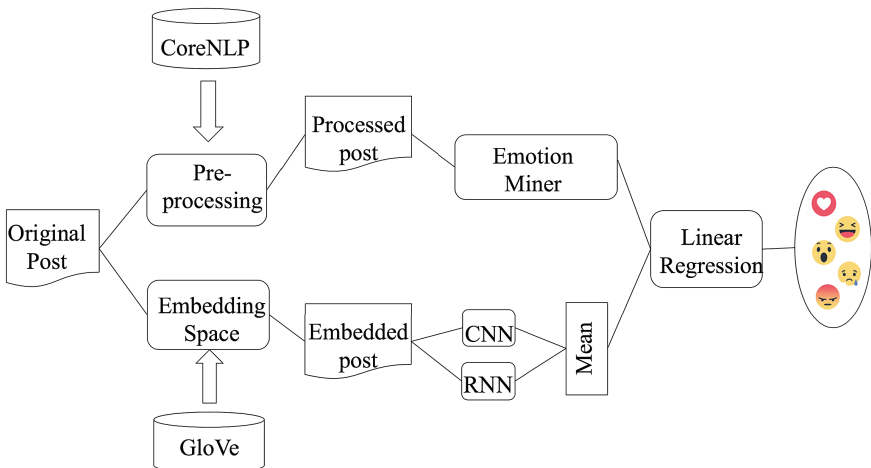 CoreNLP
Processed
post
Pre-
processing
Emotion
Miner
Original
Post
Linear
Regression
Embedding
Space
Embedded
post
CNN
RNN
Mean
GloVe